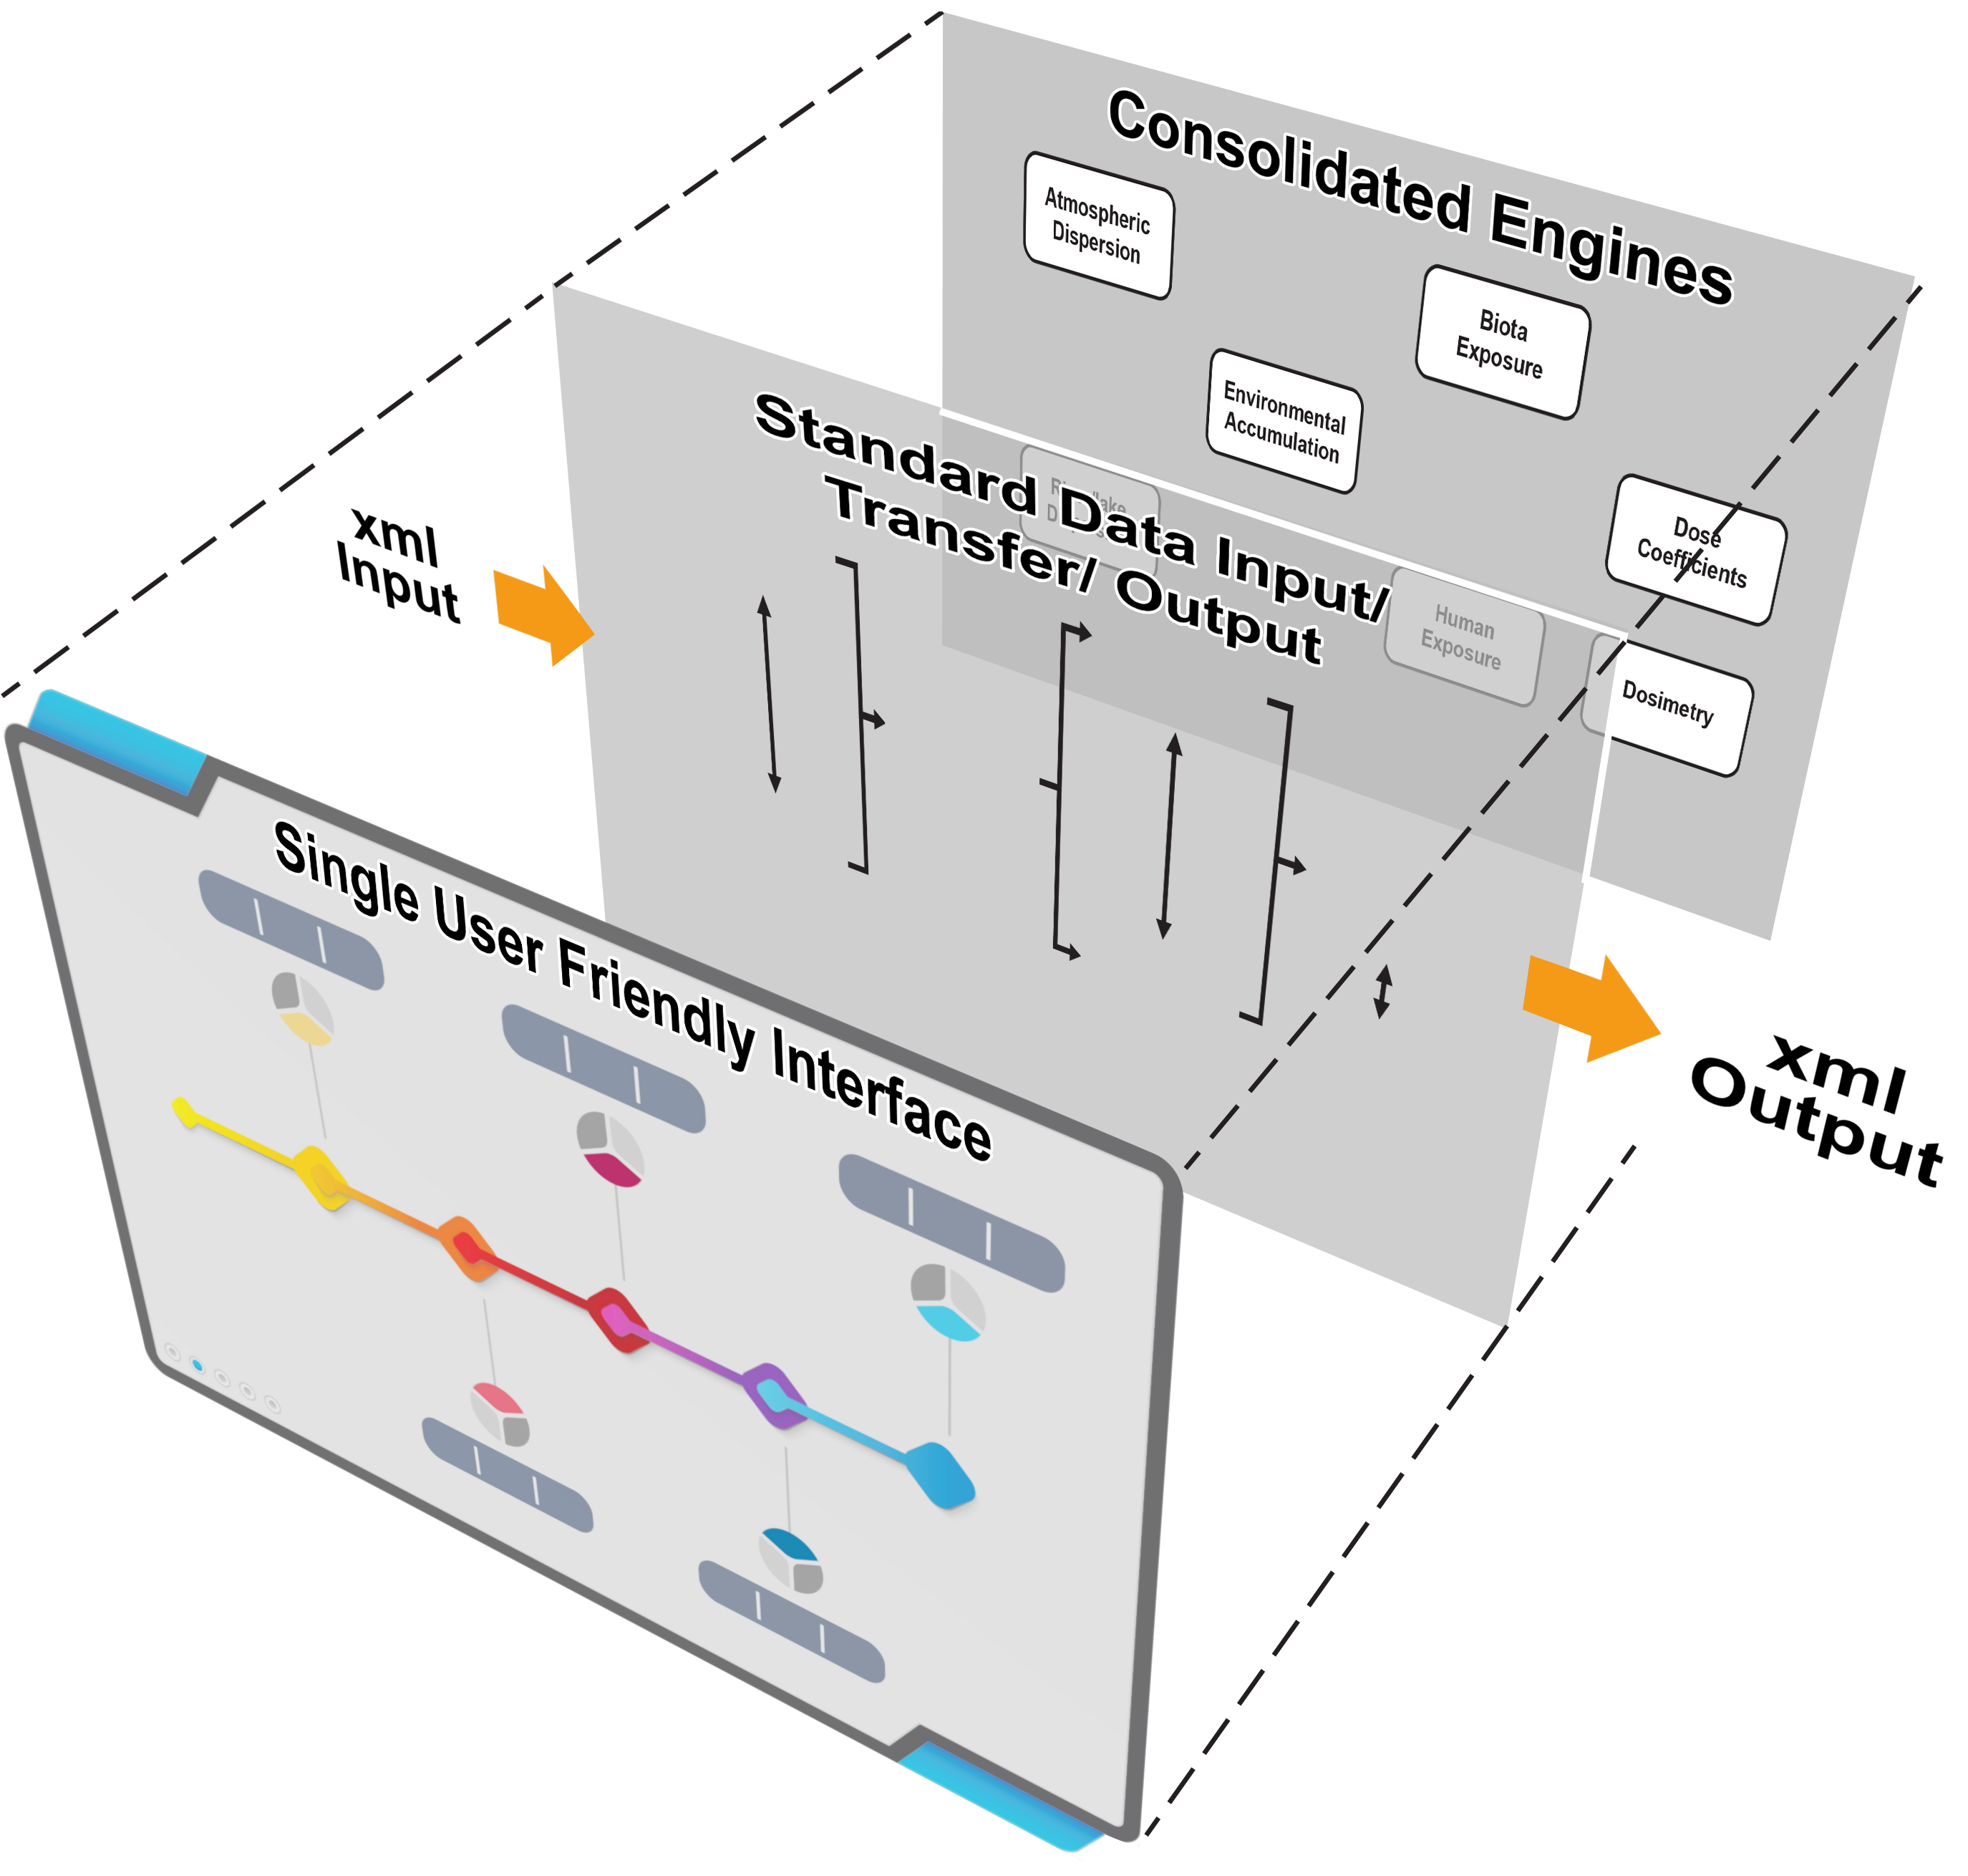 Consolidated Engines
Atmospheric
Dispersion
Biota
Exposure
Environmental
Accumulation
Dose
Coefficients
Human
Exposure
Dosimetry
Standard Data Input/
Transfer/ Output
xml
Input
Single User Friendly Interface
xml
Output